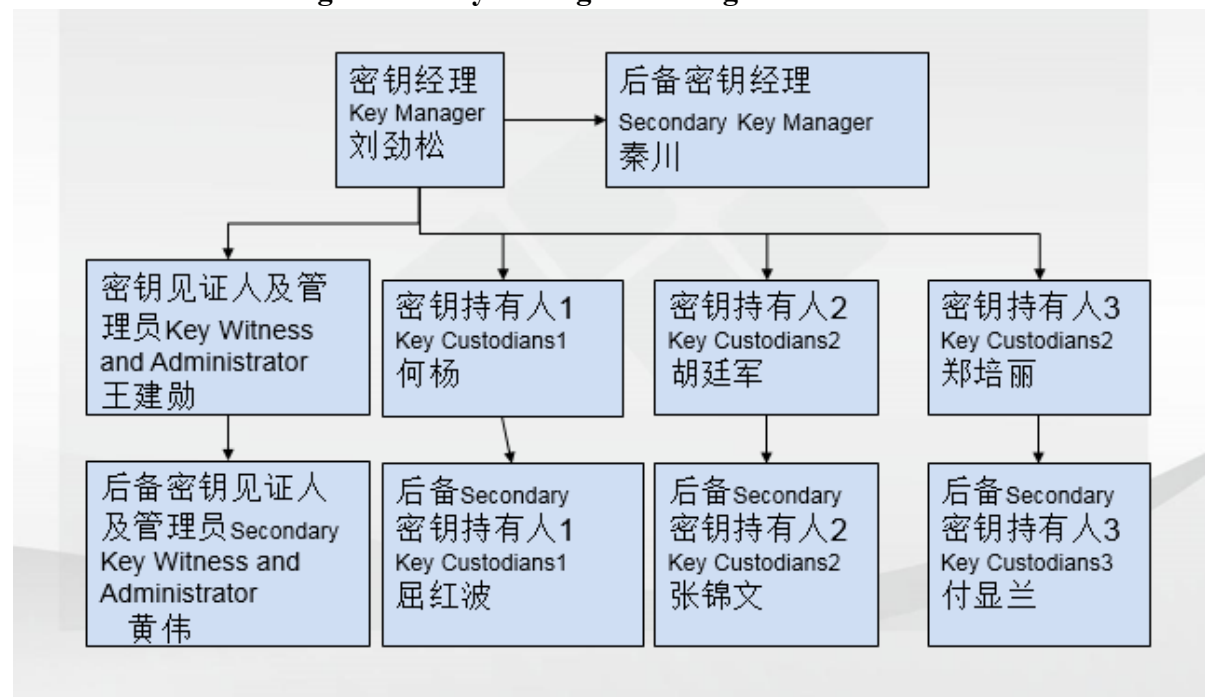 密钥经理
Key Manager
刘劲松
后备密钥经理
Secondary Key Manager
秦川
密钥见证人及管
理员Key Witness
and Administrator
王建勋
密钥持有人1
Key Custodians1
何杨
密钥持有人2
Key Custodians2
胡廷军
密钥持有人3
Key Custodians2
郑培丽
后备密钥见证人
及管理员Secondary
Key Witness and
Administrator
黄伟
后备Secondary
密钥持有人1
Key Custodians1
屈红波
后备Secondary
密钥持有人2
Key Custodians2
张锦文
后备Secondary
密钥持有人3
Key Custodians3
付显兰